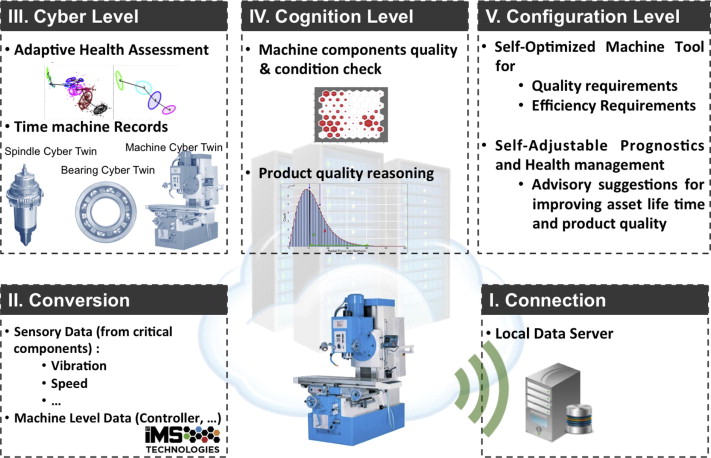 III. Cyber Level
• Adaptive Health Assessment
• Time machine Records
Machine Cyber Twin
Spindle Cyber Twin
Bearing Cyber Twin
IV. Cognition Level
• Machine components quality
& condition check
• Product quality reasoning
V. Configuration Level
• Self-Optimized Machine Tool
for
• Quality requirements
• Efficiency Requirements
• Self-Adjustable Prognostics
and Health management
• Advisory suggestions for
improving asset life time
and product quality
II. Conversion
• Sensory Data (from critical
components) :
• Vibration
• Speed
• ...
• Machine Level Data (Controller, ...)
iMS
TECHNOLOGIES
I. Connection
• Local Data Server